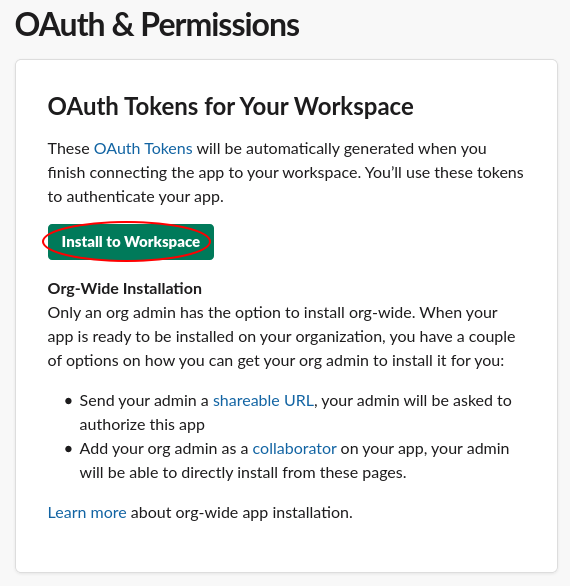 OAuth & Permissions
OAuth Tokens for Your Workspace
These OAuth Tokens will be automatically generated when you
finish connecting the app to your workspace. You’ll use these tokens
to authenticate your app.
Install to Workspace
Org-Wide Installation
Only an org admin has the option to install org-wide. When your
app is ready to be installed on your organization, you have a couple
of options on how you can get your org admin to install it for you:
• Send your admin a shareable URL, your admin will be asked to
authorize this app
• Add your org admin as a collaborator on your app, your admin
will be able to directly install from these pages.
Learn more about org-wide app installation.